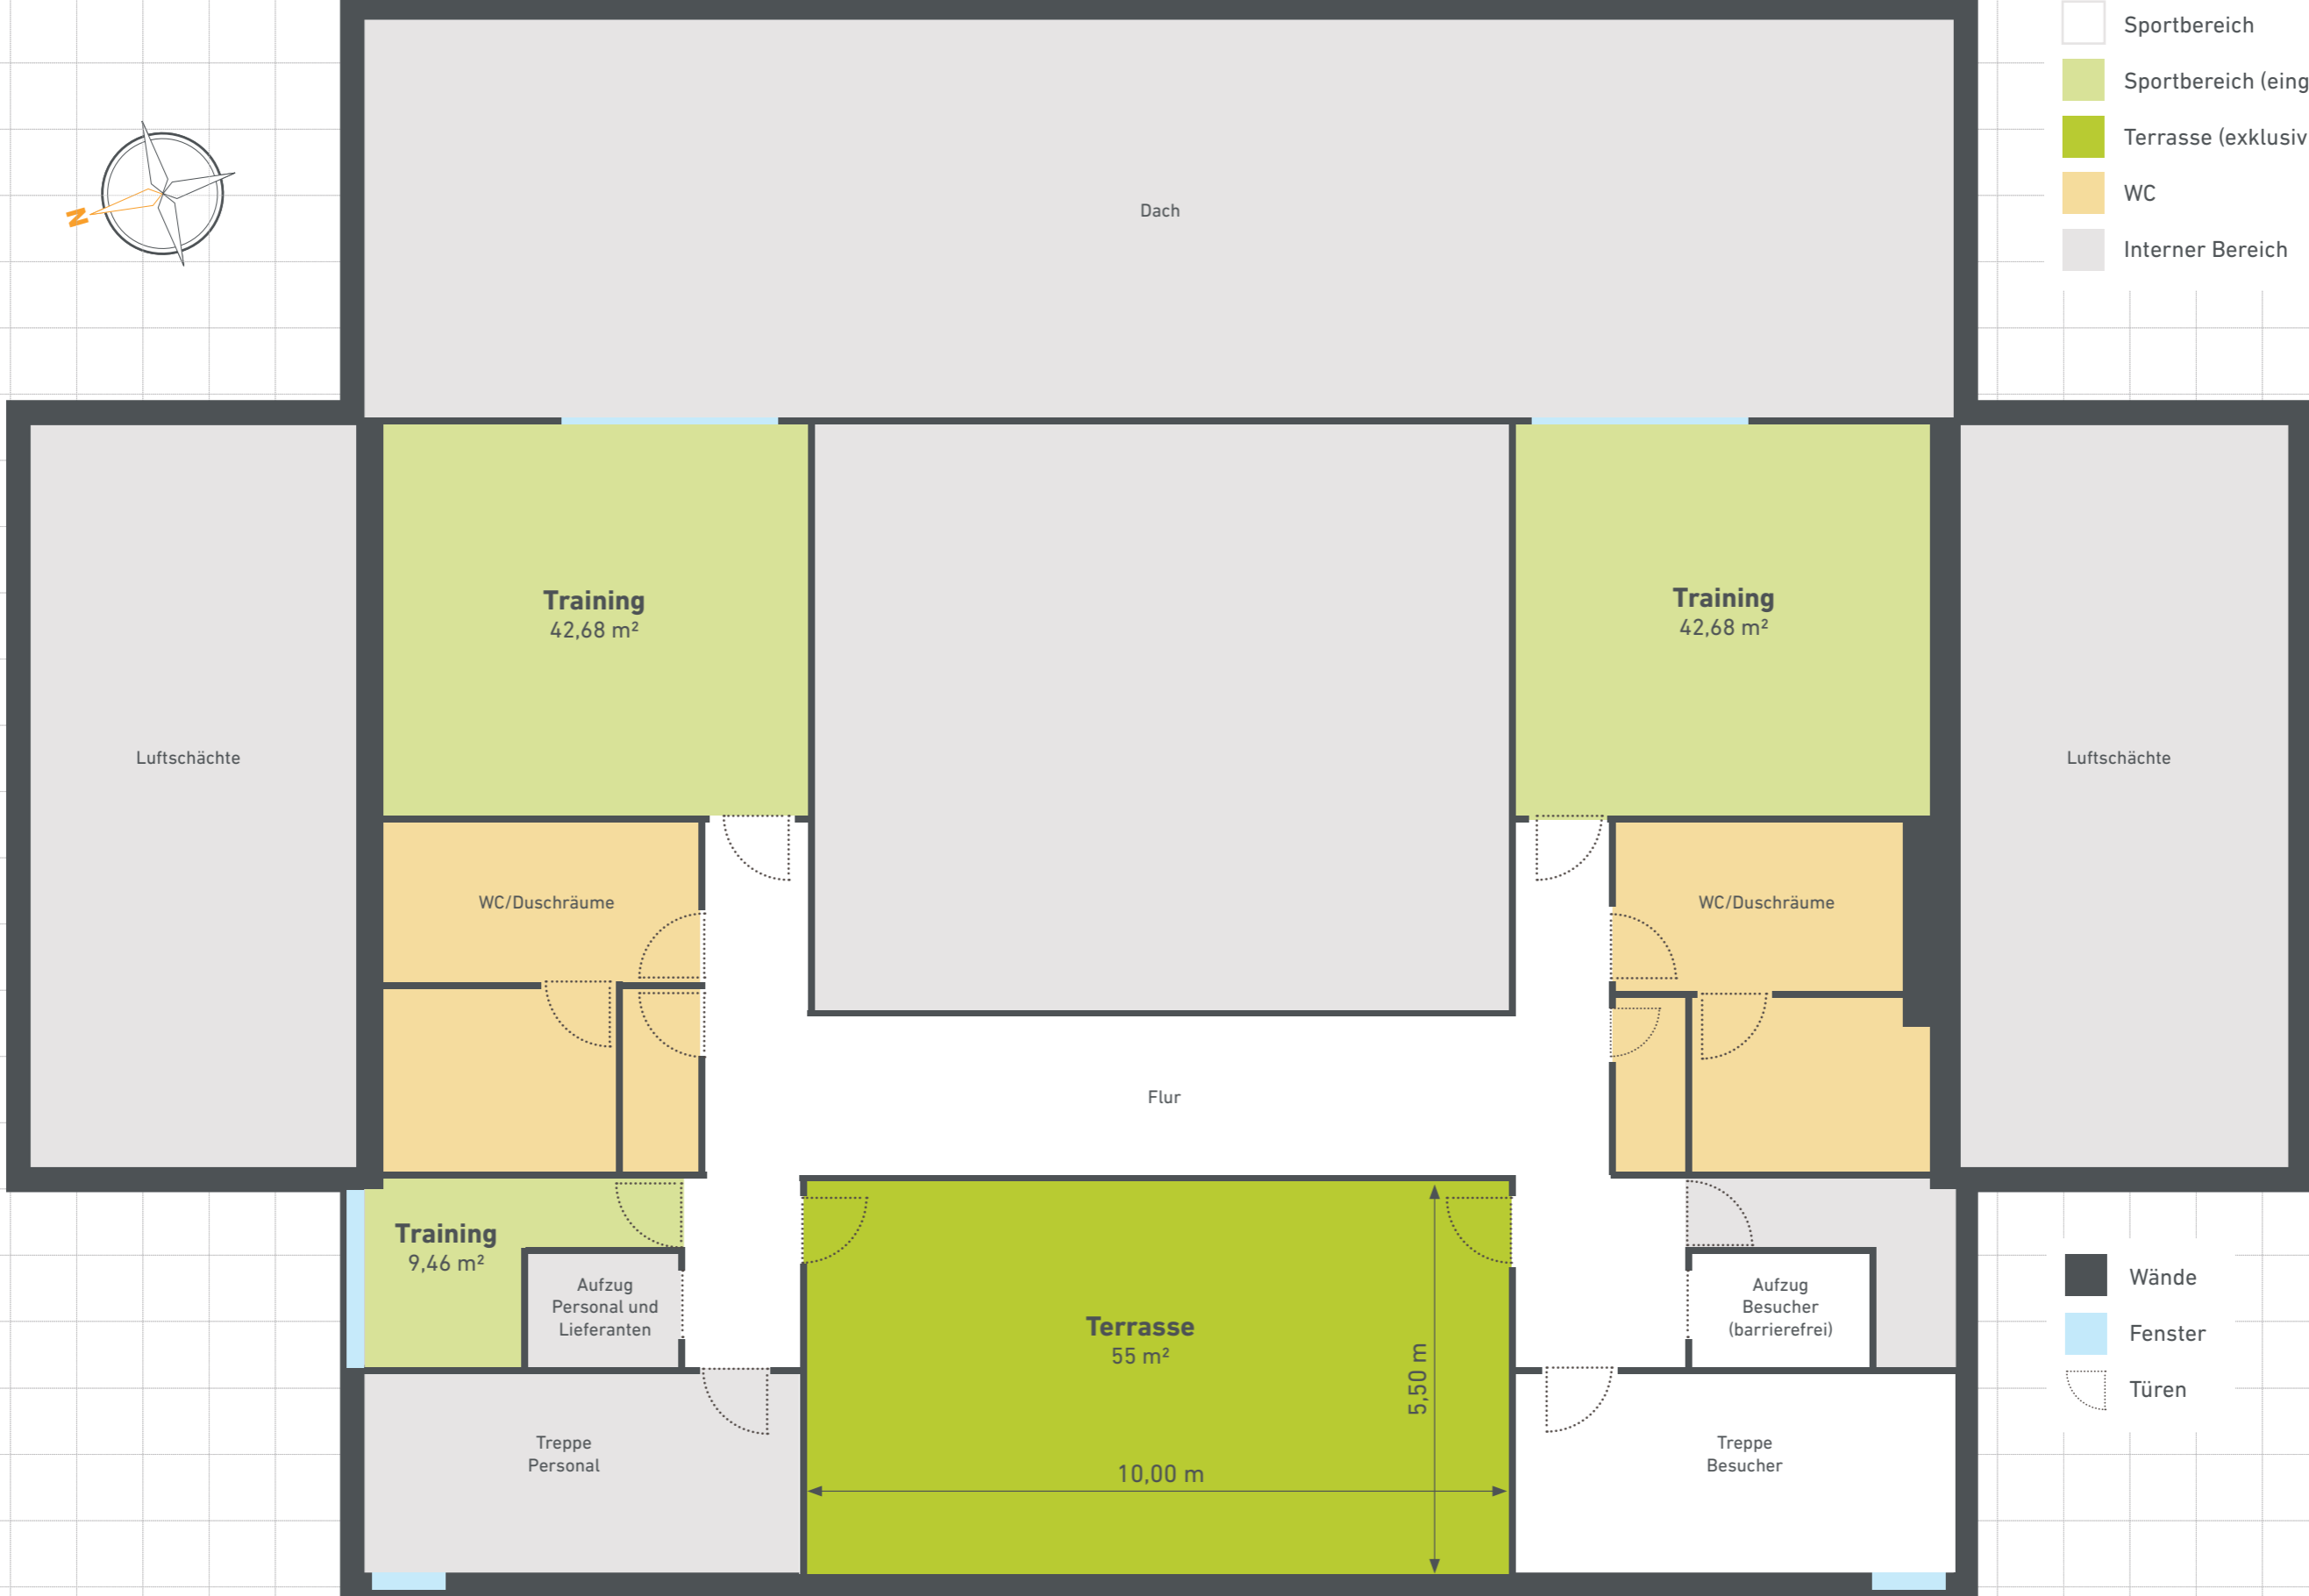 Sportbereich
Sportbereich (eing
Terrasse (exklusiv
WC
Interner Bereich
N
Dach
Training
42,68 m²
Training
42,68 m²
Luftschächte
Luftschächte
WC/Duschräume
WC/Duschräume
Flur
Training
9,46 m²
Aufzug
Personal und
Lieferanten
Terrasse
55 m²
5,50 m
10,00 m
Aufzug
Besucher
(barrierefrei)
Treppe
Personal
Treppe
Besucher
Wände
Fenster
Türen